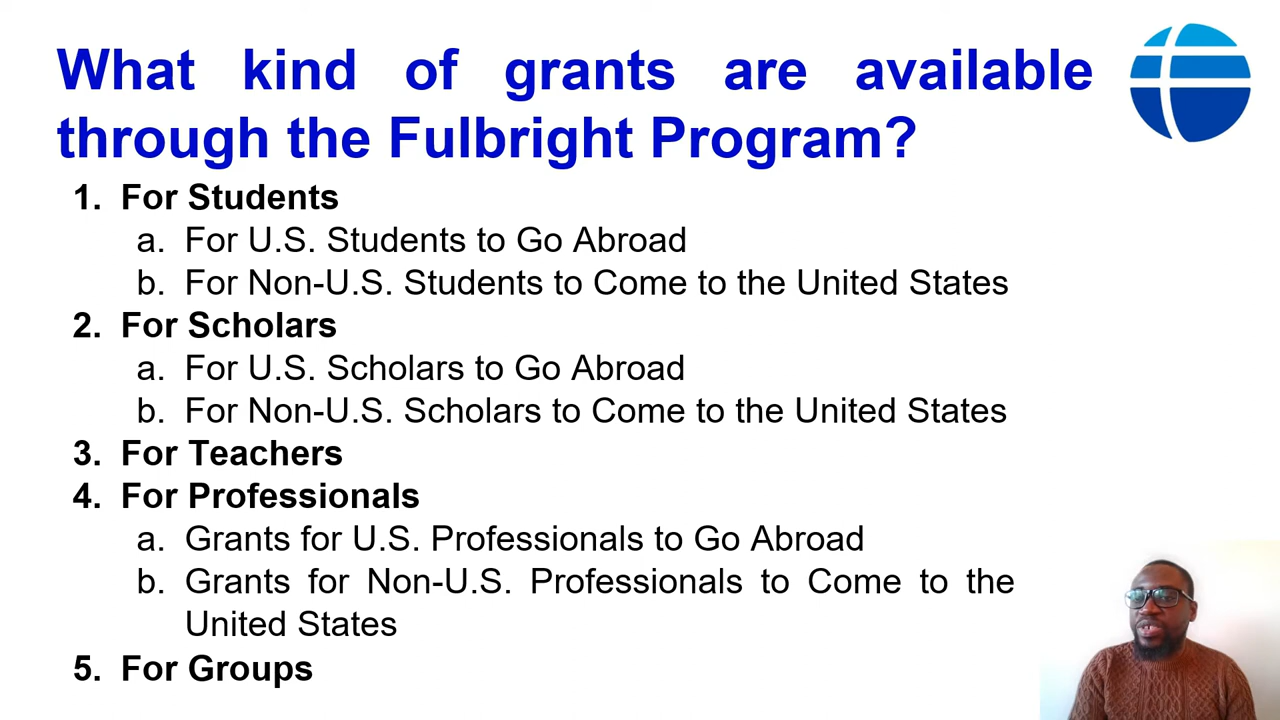 What kind of grants are available
through the Fulbright Program?
1. For Students
a. For U.S. Students to Go Abroad
b. For Non-U.S. Students to Come to the United States
2. For Scholars
a. For U.S. Scholars to Go Abroad
b. For Non-U.S. Scholars to Come to the United States
3. For Teachers
4. For Professionals
a. Grants for U.S. Professionals to Go Abroad
b. Grants for Non-U.S. Professionals to Come to the
United States
5. For Groups